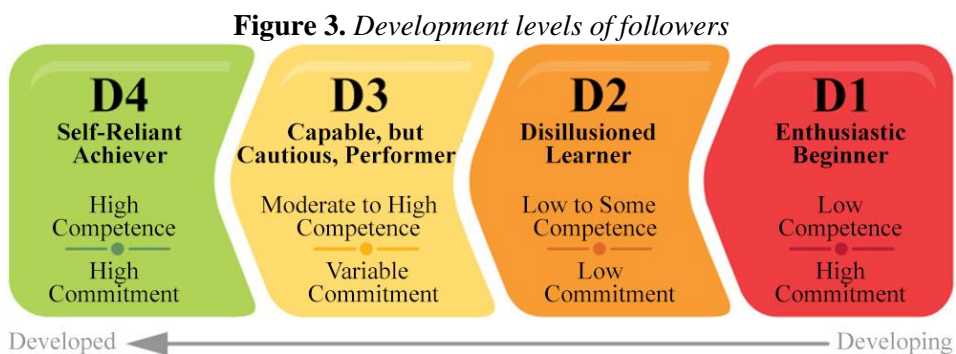 Figure 3. Development levels of followers
D4
Self-Reliant
Achiever
High
Competence
High
Commitment
D3
Capable, but
Cautious, Performer
Moderate to High
Competence
Variable
Commitment
D2
Disillusioned
Learner
Low to Some
Competence
Low
Commitment
D1
Enthusiastic
Beginner
Low
Competence
High
Commitment
Developed
Developing